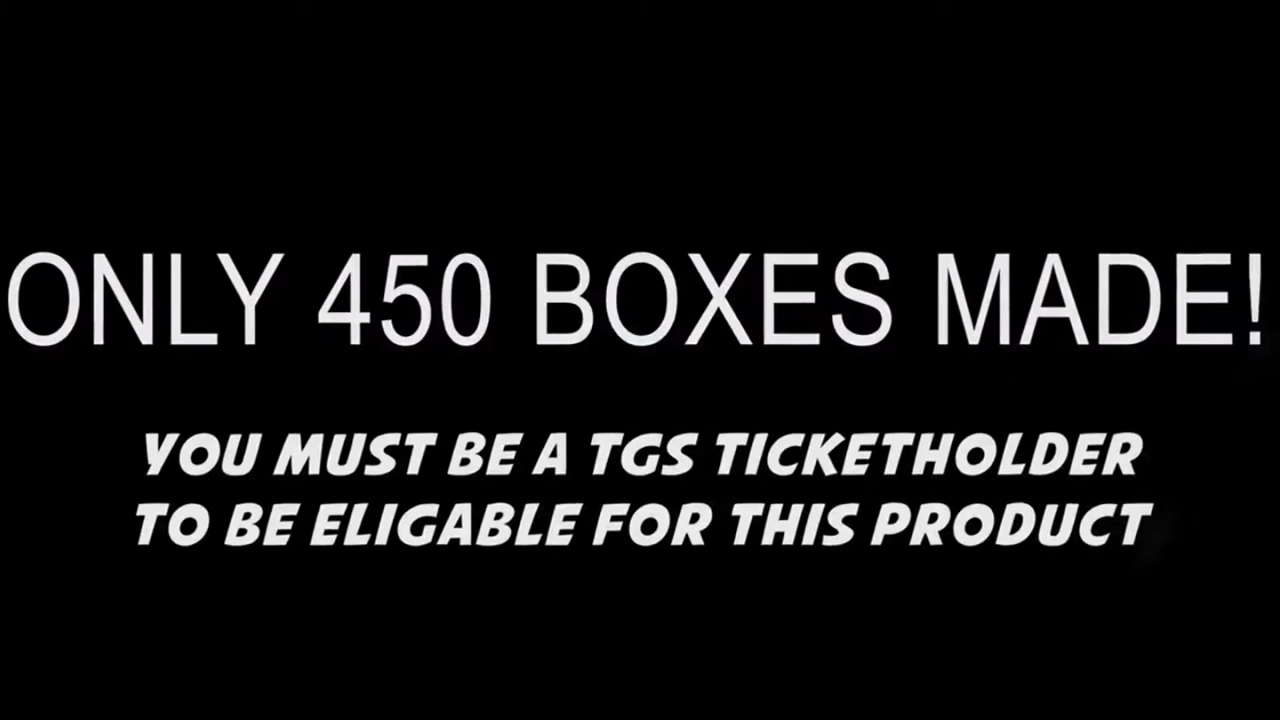 ONLY 450 BOXES MADE!
YOU MUST BE A TGS TICKETHOLDER
TO BE ELIGABLE FOR THIS PRODUCT